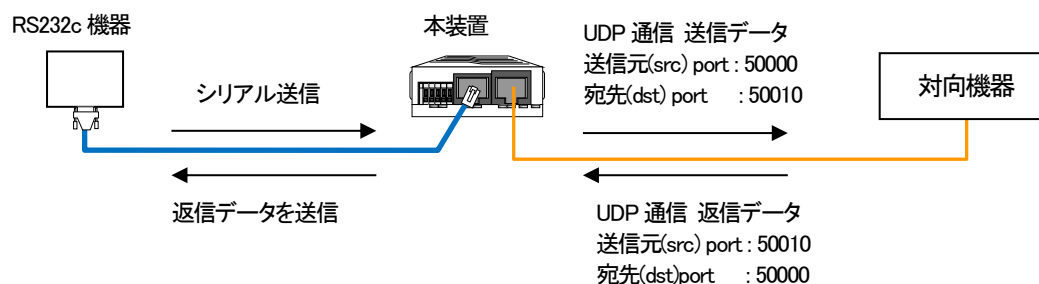 RS232c 機器
本装置
UDP 通信 送信データ
送信元(src) port : 50000
宛先(dst) port : 50010
シリアル送信
対向機器
返信データを送信
UDP 通信 返信データ
送信元(src) port : 50010
宛先(dst)port : 50000